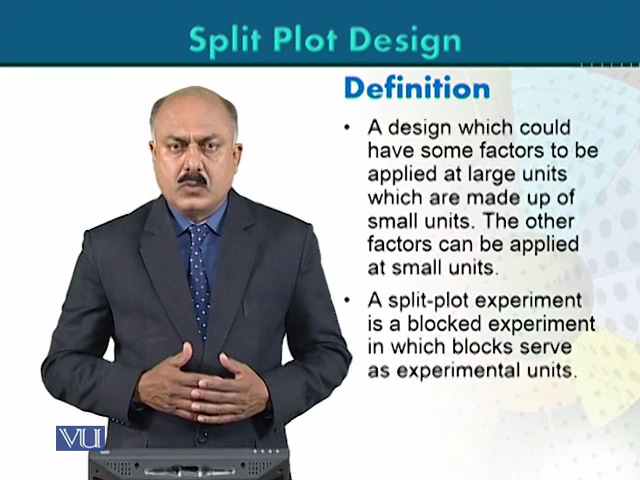 Split Plot Design
Definition
• A design which could
have some factors to be
applied at large units
which are made up of
small units. The other
factors can be applied
at small units.
• A split-plot experiment
is a blocked experiment
in which blocks serve
as experimental units.
VU